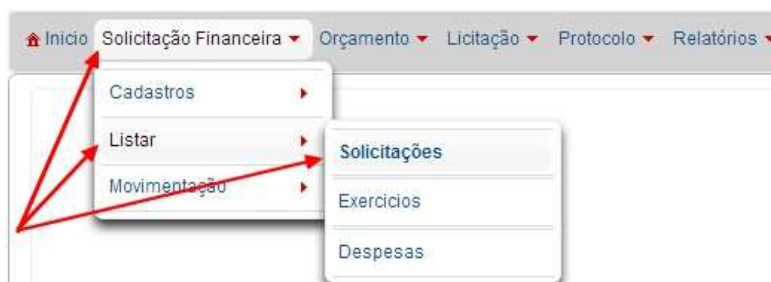 Inicio Solicitação Financeira Orçamento Licitação Protocolo Relatórios
Cadastros
Listar
Movimentação
Solicitações
Exercicios
Despesas